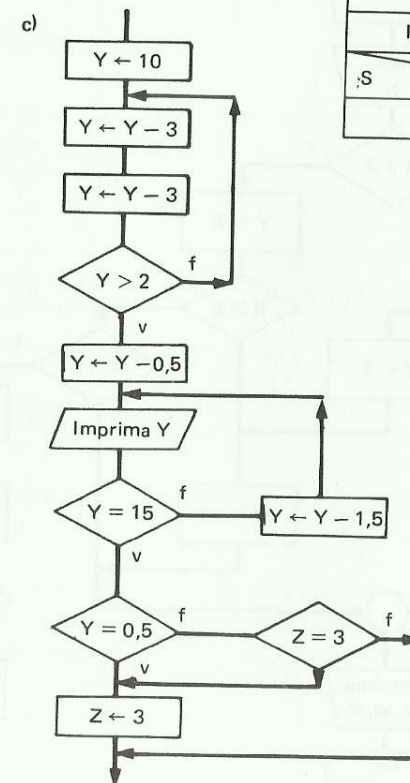 c)
Y ← 10
Y ← Y − 3
Y ← Y − 3
Y > 2
f
v
Y ← Y −0,5
Imprima Y
Y = 15
f
Y ← Y − 1,5
v
Y = 0,5
f
Z = 3
f
v
Z ← 3
I
S